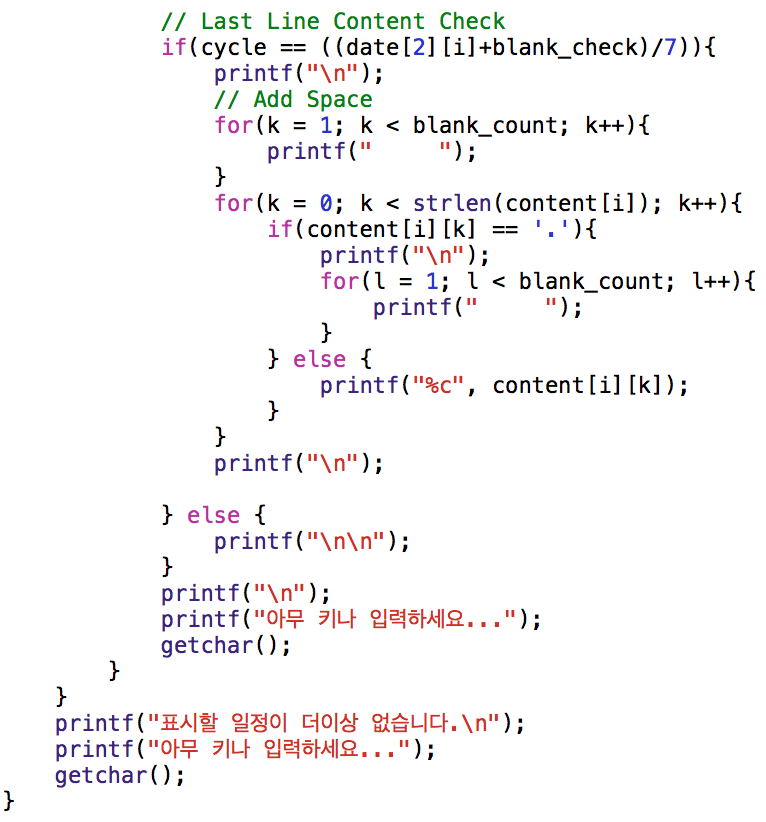 // Last Line Content Check
            if(cycle == ((date[2][i]+blank_check)/7)){
                printf("\n");
                // Add Space
                for(k = 1; k < blank_count; k++){
                    printf("     ");
                }
                for(k = 0; k < strlen(content[i]); k++){
                    if(content[i][k] == '.'){
                        printf("\n");
                        for(l = 1; l < blank_count; l++){
                            printf("     ");
                        }
                    } else {
                        printf("%c", content[i][k]);
                    }
                }
                printf("\n");

            } else {
                printf("\n\n");
            }
            printf("\n");
            printf("아무 키나 입력하세요...");
            getchar();
        }
    }
    printf("표시할 일정이 더이상 없습니다.\n");
    printf("아무 키나 입력하세요...");
    getchar();
}